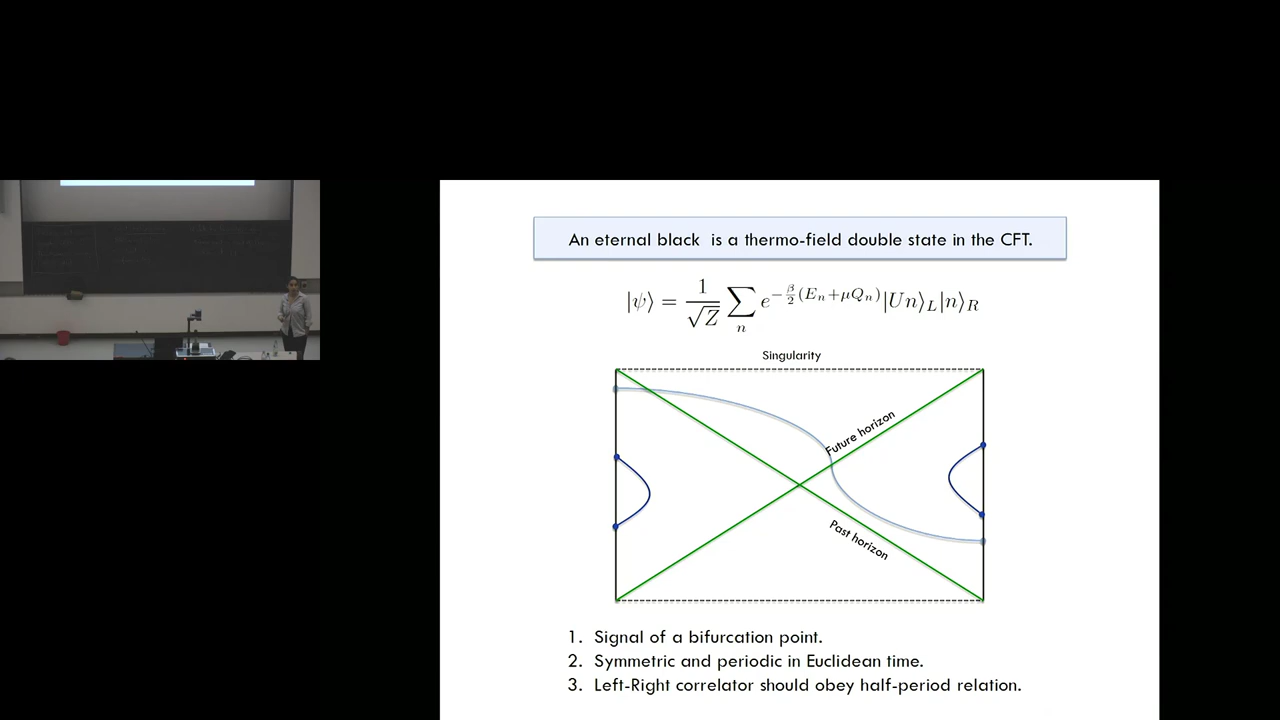 An eternal black is a thermo-field double state in the CFT.
|ψ⟩ = 1/√Z ∑_n e^{-β/2 (E_n+μQ_n)} |Un⟩_L |n⟩_R
Singularity
Future horizon
Past horizon
1. Signal of a bifurcation point.
2. Symmetric and periodic in Euclidean time.
3. Left-Right correlator should obey half-period relation.